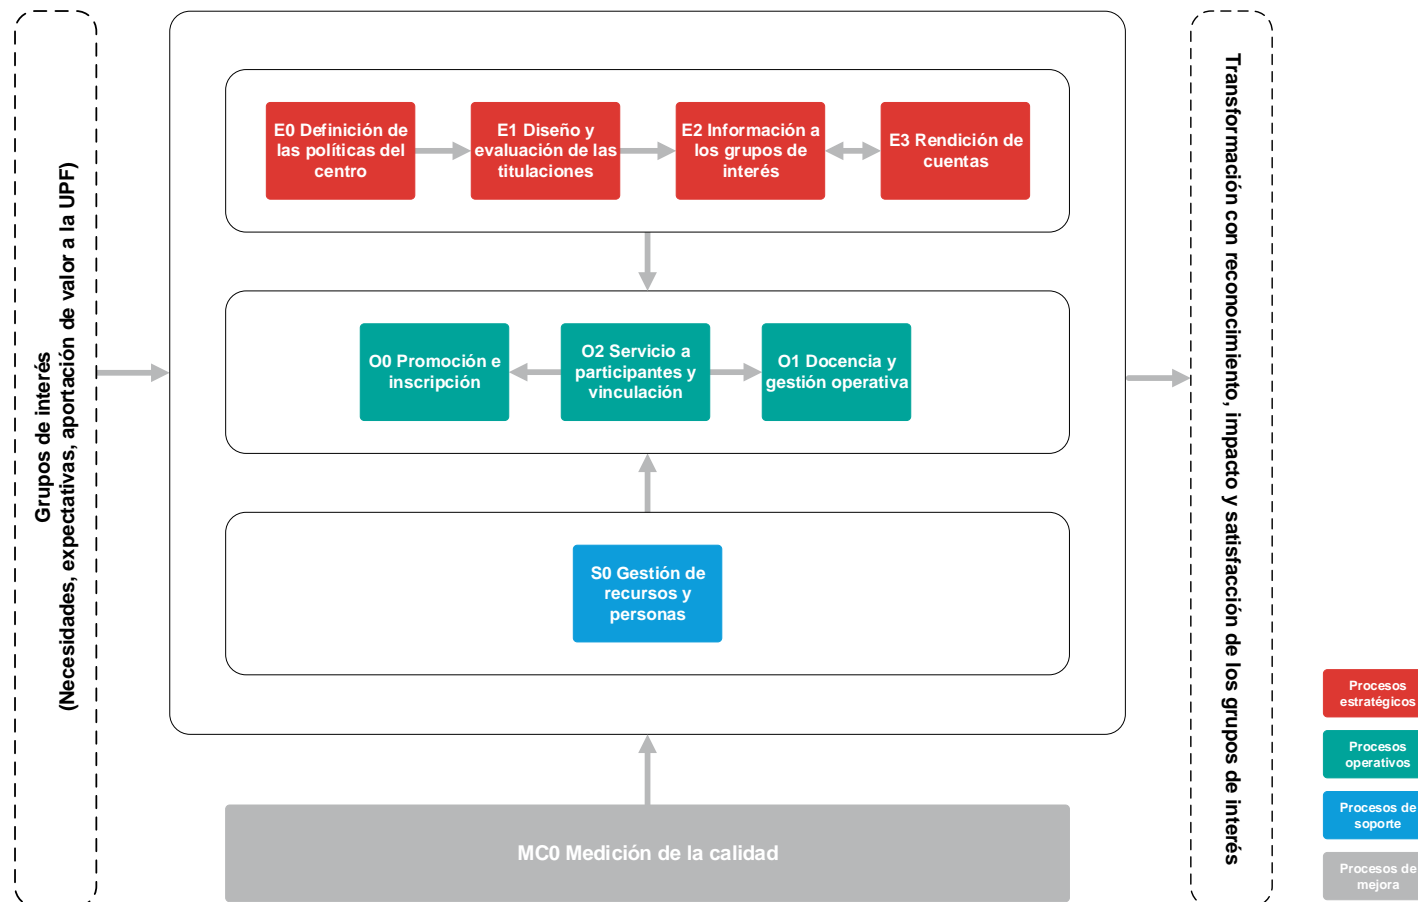 Grupos de interés
(Necesidades, expectativas, aportación de valor a la UPF)
E0 Definición de
las políticas del
centro
E1 Diseño y
evaluación de las
titulaciones
E2 Información a
los grupos de
interés
E3 Rendición de
cuentas
O0 Promoción e
inscripción
O2 Servicio a
participantes y
vinculación
O1 Docencia y
gestión operativa
S0 Gestión de
recursos y
personas
MC0 Medición de la calidad
Transformación con reconocimiento, impacto y satisfacción de los grupos de interés
Procesos
estratégicos
Procesos
operativos
Procesos de
soporte
Procesos de
mejora